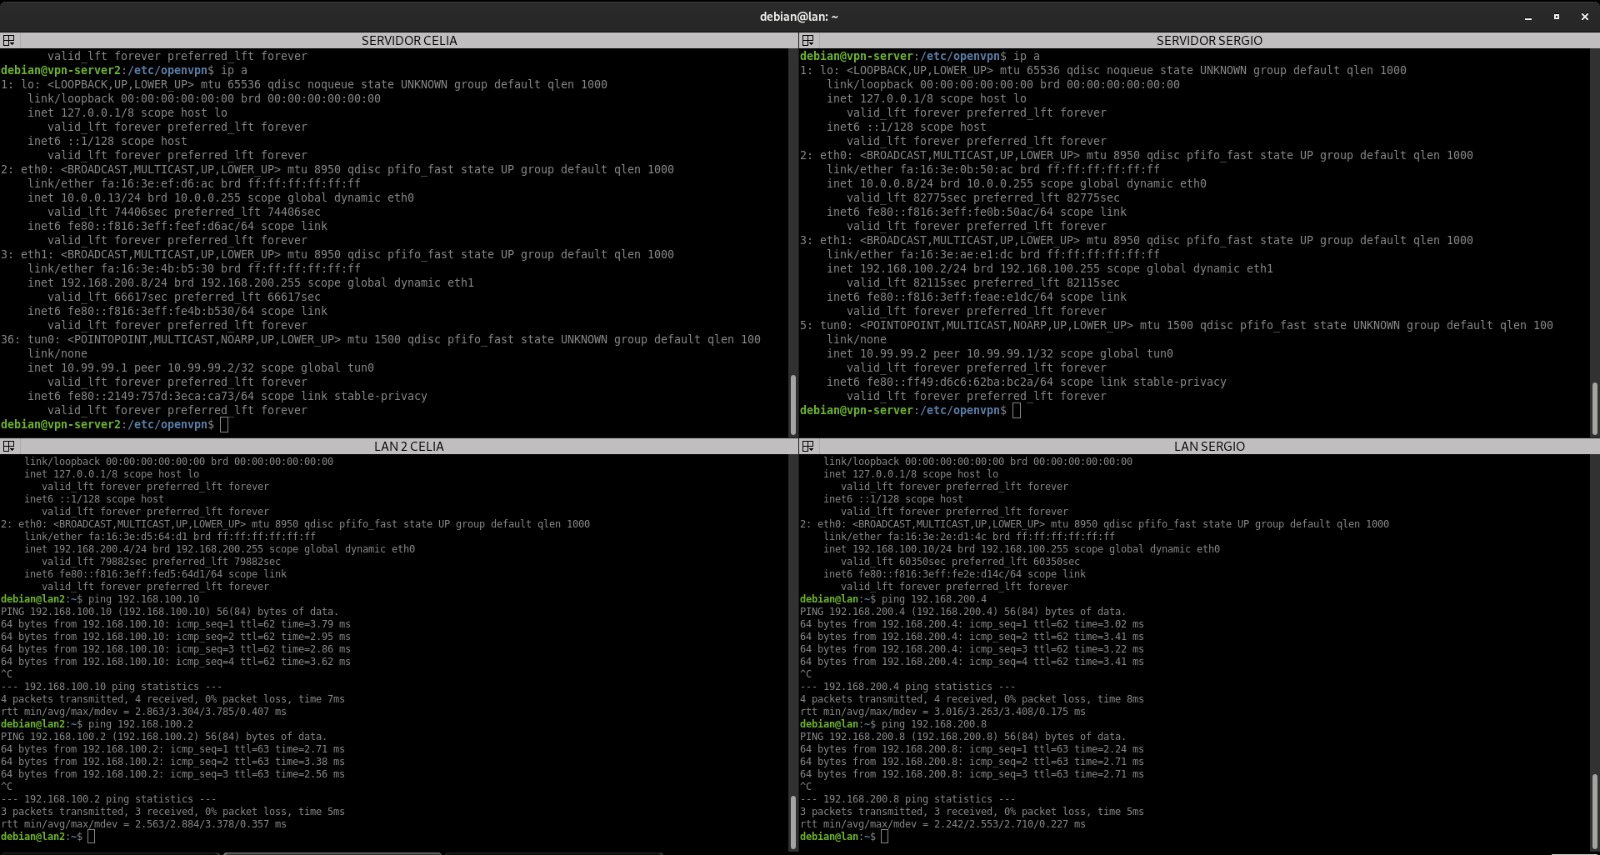 debian@lan: ~
SERVIDOR CELIA
valid_lft forever preferred_lft forever
debian@vpn-server2:/etc/openvpn$ ip a
1: lo: <LOOPBACK,UP,LOWER_UP> mtu 65536 qdisc noqueue state UNKNOWN group default qlen 1000
link/loopback 00:00:00:00:00:00 brd 00:00:00:00:00:00
inet 127.0.0.1/8 scope host lo
valid_lft forever preferred_lft forever
inet6 ::1/128 scope host
valid_lft forever preferred_lft forever
2: eth0: <BROADCAST,MULTICAST,UP,LOWER_UP> mtu 8950 qdisc pfifo_fast state UP group default qlen 1000
link/ether fa:16:3e:ef:d6:ac brd ff:ff:ff:ff:ff:ff
inet 10.0.0.13/24 brd 10.0.0.255 scope global dynamic eth0
valid_lft 74406sec preferred_lft 74406sec
inet6 fe80::f816:3eff:feef:d6ac/64 scope link
valid_lft forever preferred_lft forever
3: eth1: <BROADCAST,MULTICAST,UP,LOWER_UP> mtu 8950 qdisc pfifo_fast state UP group default qlen 1000
link/ether fa:16:3e:4b:b5:30 brd ff:ff:ff:ff:ff:ff
inet 192.168.200.8/24 brd 192.168.200.255 scope global dynamic eth1
valid_lft 66617sec preferred_lft 66617sec
inet6 fe80::f816:3eff:fe4b:b530/64 scope link
valid_lft forever preferred_lft forever
36: tun0: <POINTOPOINT,MULTICAST,NOARP,UP,LOWER_UP> mtu 1500 qdisc pfifo_fast state UNKNOWN group default qlen 100
link/none
inet 10.99.99.1 peer 10.99.99.2/32 scope global tun0
valid_lft forever preferred_lft forever
inet6 fe80::2149:757d:3eca:ca73/64 scope link stable-privacy
valid_lft forever preferred_lft forever
debian@vpn-server2:/etc/openvpn$
SERVIDOR SERGIO
debian@vpn-server:/etc/openvpn$ ip a
1: lo: <LOOPBACK,UP,LOWER_UP> mtu 65536 qdisc noqueue state UNKNOWN group default qlen 1000
link/loopback 00:00:00:00:00:00 brd 00:00:00:00:00:00
inet 127.0.0.1/8 scope host lo
valid_lft forever preferred_lft forever
inet6 ::1/128 scope host
valid_lft forever preferred_lft forever
2: eth0: <BROADCAST,MULTICAST,UP,LOWER_UP> mtu 8950 qdisc pfifo_fast state UP group default qlen 1000
link/ether fa:16:3e:0b:50:ac brd ff:ff:ff:ff:ff:ff
inet 10.0.0.8/24 brd 10.0.0.255 scope global dynamic eth0
valid_lft 82775sec preferred_lft 82775sec
inet6 fe80::f816:3eff:fe0b:50ac/64 scope link
valid_lft forever preferred_lft forever
3: eth1: <BROADCAST,MULTICAST,UP,LOWER_UP> mtu 8950 qdisc pfifo_fast state UP group default qlen 1000
link/ether fa:16:3e:ae:e1:dc brd ff:ff:ff:ff:ff:ff
inet 192.168.100.2/24 brd 192.168.100.255 scope global dynamic eth1
valid_lft 82115sec preferred_lft 82115sec
inet6 fe80::f816:3eff:feae:e1dc/64 scope link
valid_lft forever preferred_lft forever
5: tun0: <POINTOPOINT,MULTICAST,NOARP,UP,LOWER_UP> mtu 1500 qdisc pfifo_fast state UNKNOWN group default qlen 100
link/none
inet 10.99.99.2 peer 10.99.99.1/32 scope global tun0
valid_lft forever preferred_lft forever
inet6 fe80::ff49:d6c6:62ba:bc2a/64 scope link stable-privacy
valid_lft forever preferred_lft forever
debian@vpn-server:/etc/openvpn$
LAN 2 CELIA
link/loopback 00:00:00:00:00:00 brd 00:00:00:00:00:00
inet 127.0.0.1/8 scope host lo
valid_lft forever preferred_lft forever
inet6 ::1/128 scope host
valid_lft forever preferred_lft forever
2: eth0: <BROADCAST,MULTICAST,UP,LOWER_UP> mtu 8950 qdisc pfifo_fast state UP group default qlen 1000
link/ether fa:16:3e:d5:64:d1 brd ff:ff:ff:ff:ff:ff
inet 192.168.200.4/24 brd 192.168.200.255 scope global dynamic eth0
valid_lft 79882sec preferred_lft 79882sec
inet6 fe80::f816:3eff:fed5:64d1/64 scope link
valid_lft forever preferred_lft forever
debian@lan2:~$ ping 192.168.100.10
PING 192.168.100.10 (192.168.100.10) 56(84) bytes of data.
64 bytes from 192.168.100.10: icmp_seq=1 ttl=62 time=3.79 ms
64 bytes from 192.168.100.10: icmp_seq=2 ttl=62 time=2.95 ms
64 bytes from 192.168.100.10: icmp_seq=3 ttl=62 time=2.86 ms
64 bytes from 192.168.100.10: icmp_seq=4 ttl=62 time=3.62 ms
^C
--- 192.168.100.10 ping statistics ---
4 packets transmitted, 4 received, 0% packet loss, time 7ms
rtt min/avg/max/mdev = 2.863/3.304/3.785/0.407 ms
debian@lan2:~$ ping 192.168.100.2
PING 192.168.100.2 (192.168.100.2) 56(84) bytes of data.
64 bytes from 192.168.100.2: icmp_seq=1 ttl=63 time=2.71 ms
64 bytes from 192.168.100.2: icmp_seq=2 ttl=63 time=3.38 ms
64 bytes from 192.168.100.2: icmp_seq=3 ttl=63 time=2.56 ms
^C
--- 192.168.100.2 ping statistics ---
3 packets transmitted, 3 received, 0% packet loss, time 5ms
rtt min/avg/max/mdev = 2.563/2.884/3.378/0.357 ms
debian@lan2:~$
LAN SERGIO
link/loopback 00:00:00:00:00:00 brd 00:00:00:00:00:00
inet 127.0.0.1/8 scope host lo
valid_lft forever preferred_lft forever
inet6 ::1/128 scope host
valid_lft forever preferred_lft forever
2: eth0: <BROADCAST,MULTICAST,UP,LOWER_UP> mtu 8950 qdisc pfifo_fast state UP group default qlen 1000
link/ether fa:16:3e:2e:d1:4c brd ff:ff:ff:ff:ff:ff
inet 192.168.100.10/24 brd 192.168.100.255 scope global dynamic eth0
valid_lft 60350sec preferred_lft 60350sec
inet6 fe80::f816:3eff:fe2e:d14c/64 scope link
valid_lft forever preferred_lft forever
debian@lan:~$ ping 192.168.200.4
PING 192.168.200.4 (192.168.200.4) 56(84) bytes of data.
64 bytes from 192.168.200.4: icmp_seq=1 ttl=62 time=3.02 ms
64 bytes from 192.168.200.4: icmp_seq=2 ttl=62 time=3.41 ms
64 bytes from 192.168.200.4: icmp_seq=3 ttl=62 time=3.22 ms
64 bytes from 192.168.200.4: icmp_seq=4 ttl=62 time=3.41 ms
^C
--- 192.168.200.4 ping statistics ---
4 packets transmitted, 4 received, 0% packet loss, time 8ms
rtt min/avg/max/mdev = 3.016/3.263/3.408/0.175 ms
debian@lan:~$ ping 192.168.200.8
PING 192.168.200.8 (192.168.200.8) 56(84) bytes of data.
64 bytes from 192.168.200.8: icmp_seq=1 ttl=63 time=2.24 ms
64 bytes from 192.168.200.8: icmp_seq=2 ttl=63 time=2.71 ms
64 bytes from 192.168.200.8: icmp_seq=3 ttl=63 time=2.71 ms
^C
--- 192.168.200.8 ping statistics ---
3 packets transmitted, 3 received, 0% packet loss, time 5ms
rtt min/avg/max/mdev = 2.242/2.553/2.710/0.227 ms
debian@lan:~$